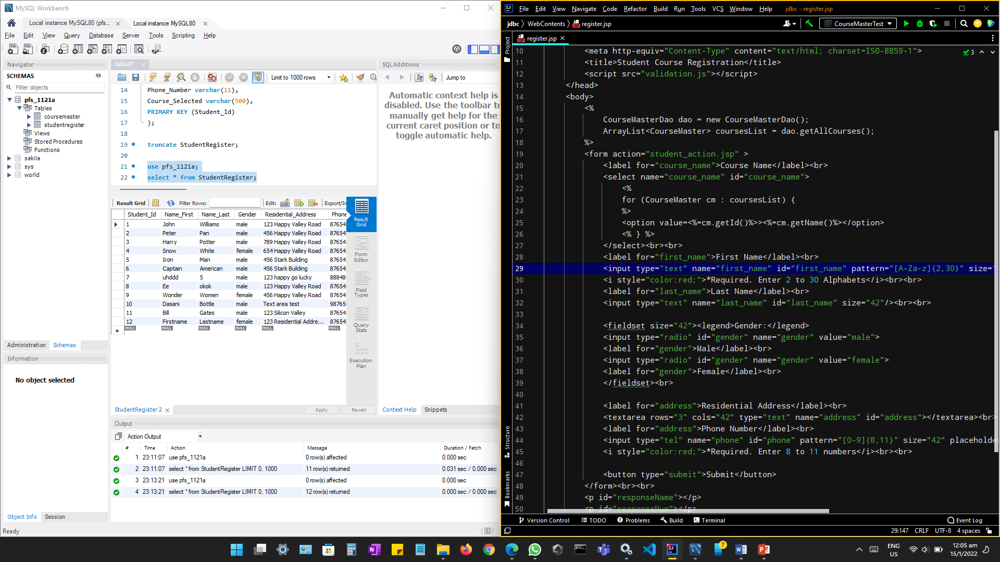 MySQL Workbench
Local instance MySQL80 (pfs...
Local instance MySQL80
File Edit View Query Database Server Tools Scripting Help
Navigator
SCHEMAS
Filter objects
pfs_1121a
Tables
coursemaster
studentregister
Views
Stored Procedures
Functions
sakila
sys
world
Administration Schemas
Information
No object selected
Object Info Session
Ready
default*
Limit to 1000 rows
14 Phone_Number varchar(11),
15 Course_Selected varchar(500),
16 PRIMARY KEY (Student_Id)
17 );
18
19 truncate StudentRegister;
20
21 use pfs_1121a;
22 select * from StudentRegister;
SQLAdditions
Jump to
Automatic context help is
disabled. Use the toolbar to
manually get help for the
current caret position or to
toggle automatic help.
Result Grid Filter Rows: Edit: Export/Im
Student_Id Name_First Name_Last Gender Residential_Address Phone
1 John Williams male 123 Happy Valley Road 87654
2 Peter Pan male 456 Happy Valley Road 87654
3 Harry Potter male 789 Happy Valley Road 87654
4 Snow White female 654 Happy Valley Road 87654
5 Iron Man male 456 Stark Building 87654
6 Captain American male 456 Stark Building 87654
7 uhddd 5 male 123 happy go lucky 88848
8 Ee okok male 123 Happy Valley Road 87654
9 Wonder Women female 456 Happy Valley Road 87654
10 Dasani Bottle male Text area test 98765
11 Bill Gates male 123 Silicon Valley 87654
12 Firstname Lastname female 123 Residential Addre... 87654
NULL NULL NULL NULL NULL NULL
Result
Grid
Form
Editor
Field
Types
Query
Stats
Execution
Plan
StudentRegister 2
Apply Revert
Context Help Snippets
Output
Action Output
# Time Action Message Duration / Fetch
1 23:11:07 use pfs_1121a 0 row(s) affected 0.000 sec
2 23:11:07 select * from StudentRegister LIMIT 0, 1000 11 row(s) returned 0.031 sec / 0.000 sec
3 23:13:21 use pfs_1121a 0 row(s) affected 0.000 sec
4 23:13:21 select * from StudentRegister LIMIT 0, 1000 12 row(s) returned 0.000 sec / 0.000 sec
IJ File Edit View Navigate Code Refactor Build Run Tools VCS Window Help jdbc - register.jsp
jdbc WebContents register.jsp
CourseMasterTest
Project
register.jsp
3
10 <meta http-equiv="Content-Type" content="text/html; charset=ISO-8859-1">
11 <title>Student Course Registration</title>
12 <script src="validation.js"></script>
13 </head>
14 <body>
15 <%
16 CourseMasterDao dao = new CourseMasterDao();
17 ArrayList<CourseMaster> coursesList = dao.getAllCourses();
18 %>
19 <form action="student_action.jsp" >
20 <label for="course_name">Course Name</label><br>
21 <select name="course_name" id="course_name">
22 <%
23 for (CourseMaster cm : coursesList) {
24 %>
25 <option value=<%=cm.getId()%>><%=cm.getName()%></option>
26 <% } %>
27 </select><br><br>
28 <label for="first_name">First Name</label><br>
29 <input type="text" name="first_name" id="first_name" pattern="[A-Za-z]{2,30}" size="
30 <i style="color:red;">*Required. Enter 2 to 30 Alphabets</i><br><br>
31 <label for="last_name">Last Name</label><br>
32 <input type="text" name="last_name" id="last_name" size="42"/><br><br>
33
34 <fieldset size="42"><legend>Gender:</legend>
35 <input type="radio" id="gender" name="gender" value="male">
36 <label for="gender">Male</label><br>
37 <input type="radio" id="gender" name="gender" value="female">
38 <label for="gender">Female</label><br>
39 </fieldset><br>
40
41 <label for="address">Residential Address</label><br>
42 <textarea rows="3" cols="42" type="text" name="address" id="address"></textarea><br>
43 <label for="address">Phone Number</label><br>
44 <input type="tel" name="phone" id="phone" pattern="[0-9]{8,11}" size="42" placeholde
45 <i style="color:red;">*Required. Enter 8 to 11 numbers</i><br><br>
46
47 <button type="submit">Submit</button>
48 </form><br><br>
49 <p id="responseName"></p>
50 <p id="responseNum"></p>
Structure
Bookmarks
Version Control TODO Problems Build Terminal Event Log
29:147 CRLF UTF-8 4 spaces
7
ENG
US
12:05 am
15/1/2022